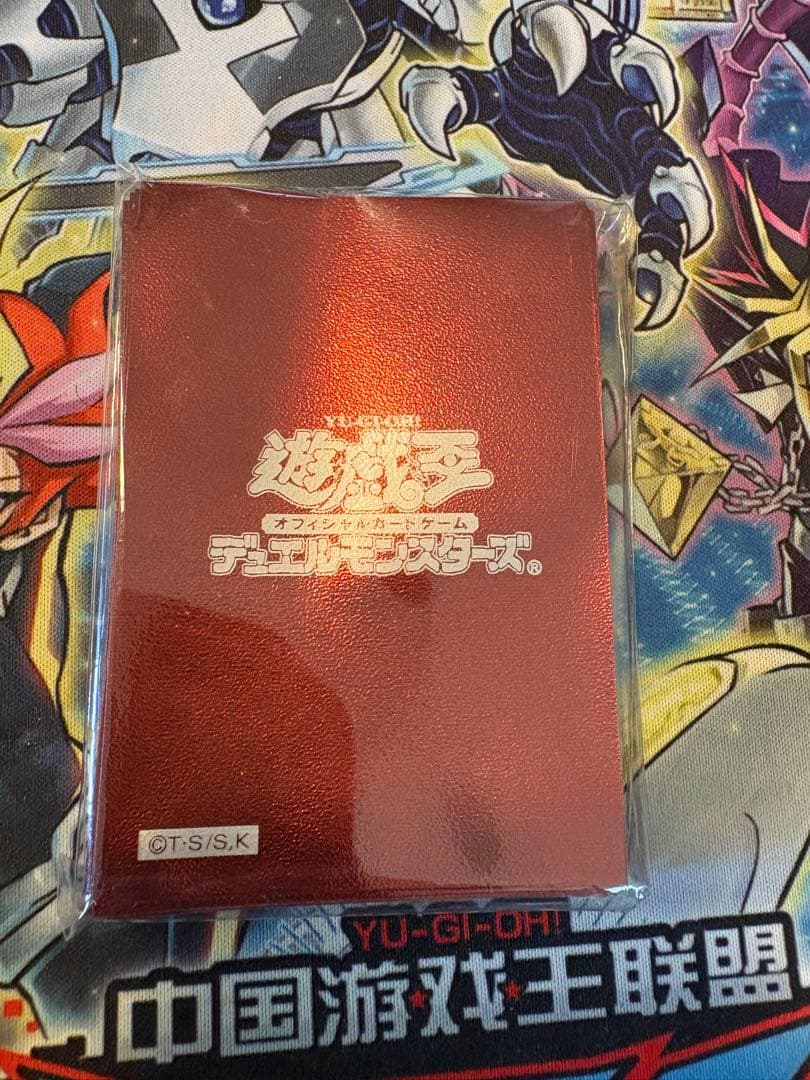 YU-GI-OH!
遊戯王
オフィシャルカードゲーム
デュエルモンスターズ®
©T·S/S,K
YU-GI-OH!
中国游戏王联盟